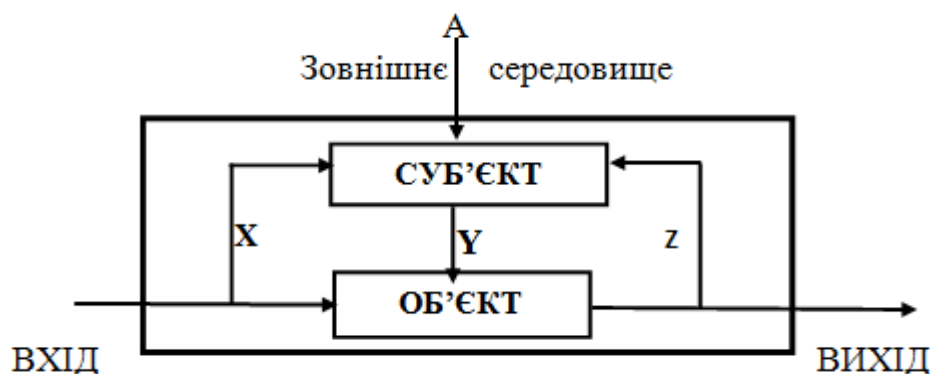 А
Зовнішнє середовище
СУБ’ЄКТ
X Y Z
ОБ’ЄКТ
ВХІД ВИХІД